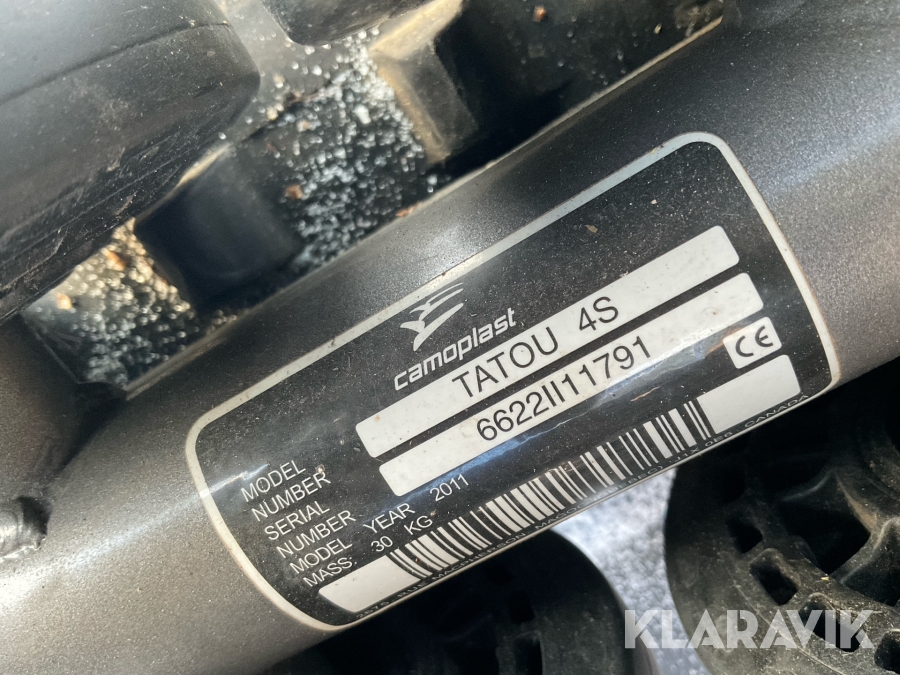 camoplast
MODEL NUMBER TATOU 4S
SERIAL NUMBER 6622II11791
MODEL YEAR 2011
MASS: 30 KG
CE
CANADA
KLARAVIK